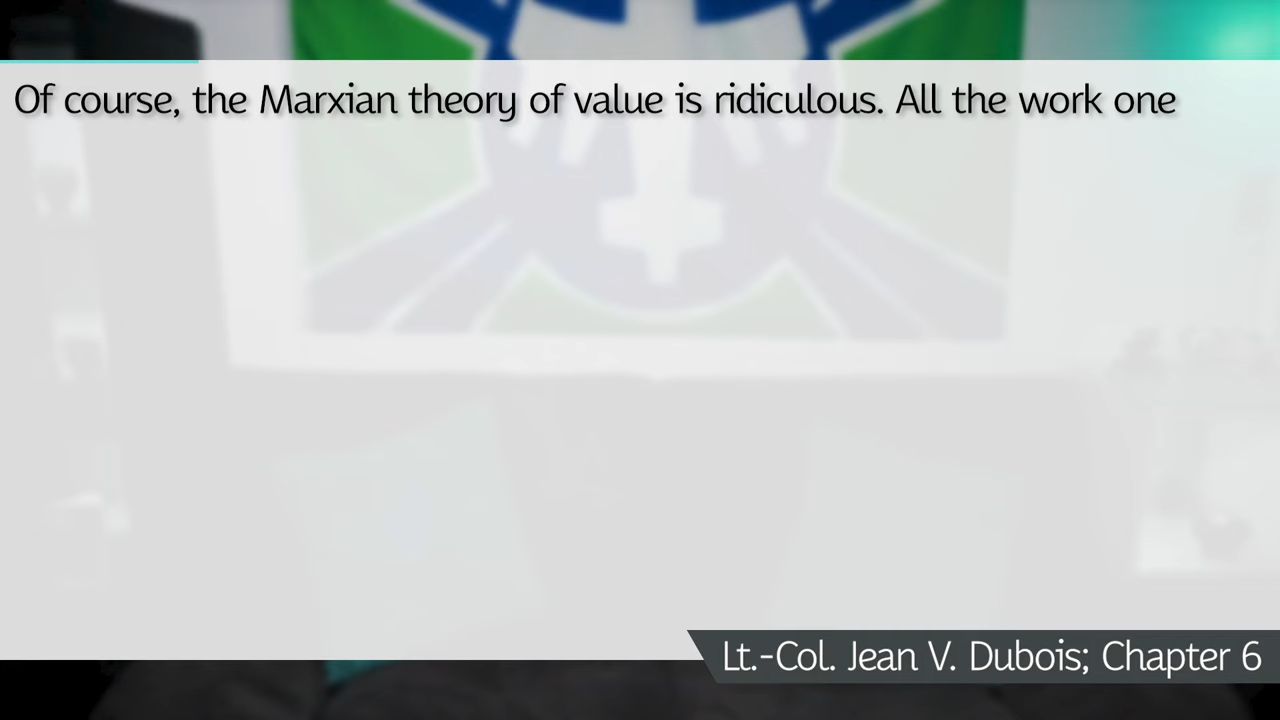 Of course, the Marxian theory of value is ridiculous. All the work one
Lt.-Col. Jean V. Dubois; Chapter 6